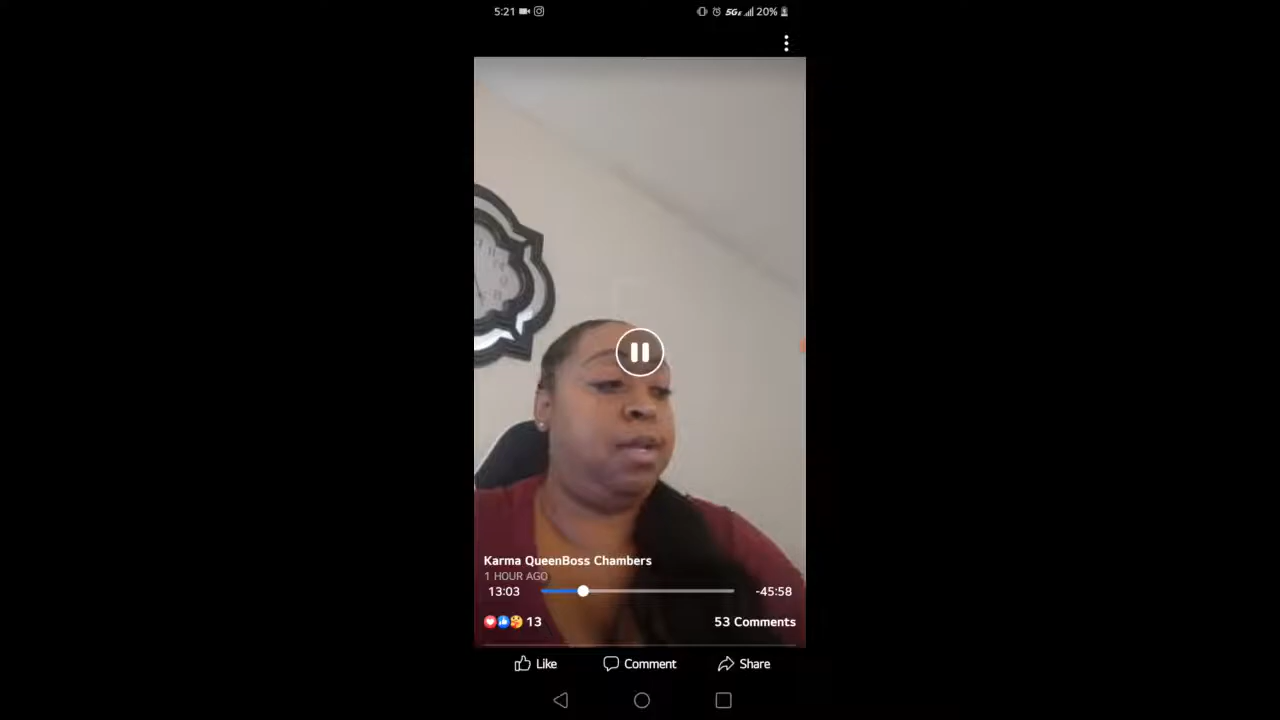 5:21 5Gᴇ 20%
Karma QueenBoss Chambers
1 HOUR AGO
13:03 -45:58
13 53 Comments
Like Comment Share